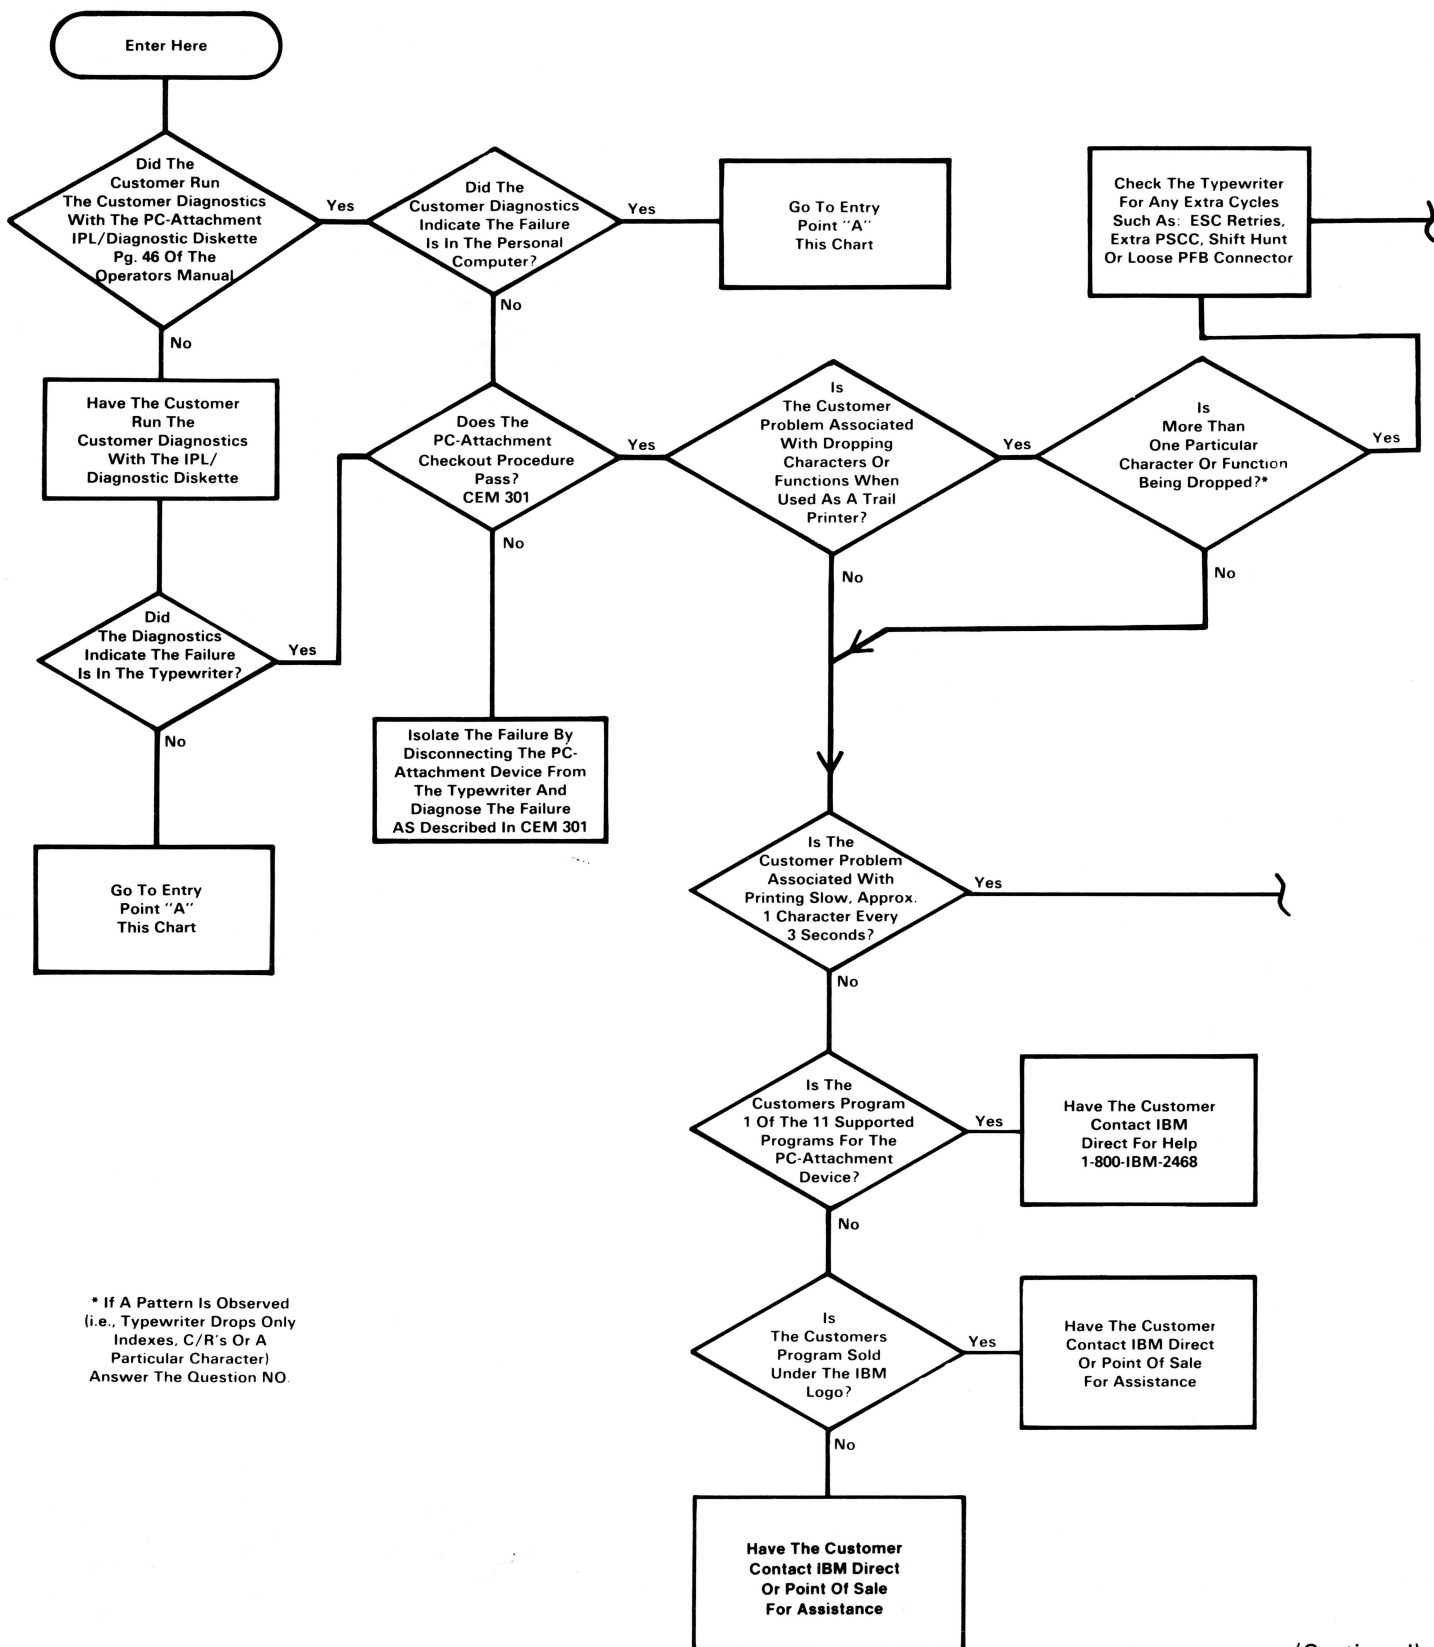 Enter Here
Did The
Customer Run
The Customer Diagnostics
With The PC-Attachment
IPL/Diagnostic Diskette
Pg. 46 Of The
Operators Manual
Yes
No
Did The
Customer Diagnostics
Indicate The Failure
Is In The Personal
Computer?
Yes
No
Go To Entry
Point "A"
This Chart
Check The Typewriter
For Any Extra Cycles
Such As: ESC Retries,
Extra PSCC, Shift Hunt
Or Loose PFB Connector
Have The Customer
Run The
Customer Diagnostics
With The IPL/
Diagnostic Diskette
Does The
PC-Attachment
Checkout Procedure
Pass?
CEM 301
Yes
No
Is
The Customer
Problem Associated
With Dropping
Characters Or
Functions When
Used As A Trail
Printer?
Yes
No
Is
More Than
One Particular
Character Or Function
Being Dropped?*
Yes
No
Did
The Diagnostics
Indicate The Failure
Is In The Typewriter?
Yes
No
Isolate The Failure By
Disconnecting The PC-
Attachment Device From
The Typewriter And
Diagnose The Failure
AS Described In CEM 301
Go To Entry
Point "A"
This Chart
Is The
Customer Problem
Associated With
Printing Slow, Approx.
1 Character Every
3 Seconds?
Yes
No
Is The
Customers Program
1 Of The 11 Supported
Programs For The
PC-Attachment
Device?
Yes
No
Have The Customer
Contact IBM
Direct For Help
1-800-IBM-2468
* If A Pattern Is Observed
(i.e., Typewriter Drops Only
Indexes, C/R's Or A
Particular Character)
Answer The Question NO.
Is
The Customers
Program Sold
Under The IBM
Logo?
Yes
No
Have The Customer
Contact IBM Direct
Or Point Of Sale
For Assistance
Have The Customer
Contact IBM Direct
Or Point Of Sale
For Assistance